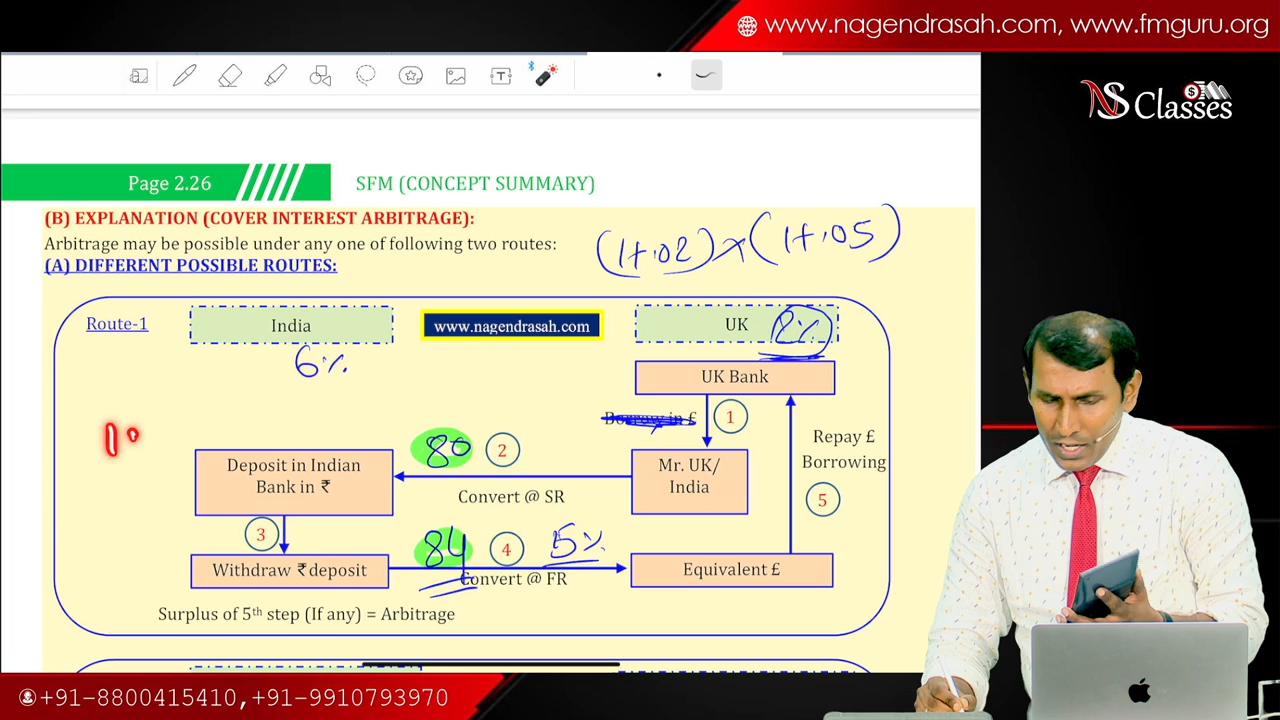 www.nagendrasah.com, www.fmguru.org
NS Classes
Page 2.26
SFM (CONCEPT SUMMARY)
(B) EXPLANATION (COVER INTEREST ARBITRAGE):
(1+.02)×(1+.05)
Arbitrage may be possible under any one of following two routes:
(A) DIFFERENT POSSIBLE ROUTES:
Route-1
India
www.nagendrasah.com
UK
2%
6%
UK Bank
Borrow in £
1
Repay £
Borrowing
80
2
Deposit in Indian
Bank in ₹
Mr. UK/
India
Convert @ SR
5
3
84
4
5%
Withdraw ₹ deposit
Convert @ FR
Equivalent £
Surplus of 5th step (If any) = Arbitrage
+91-8800415410,+91-9910793970